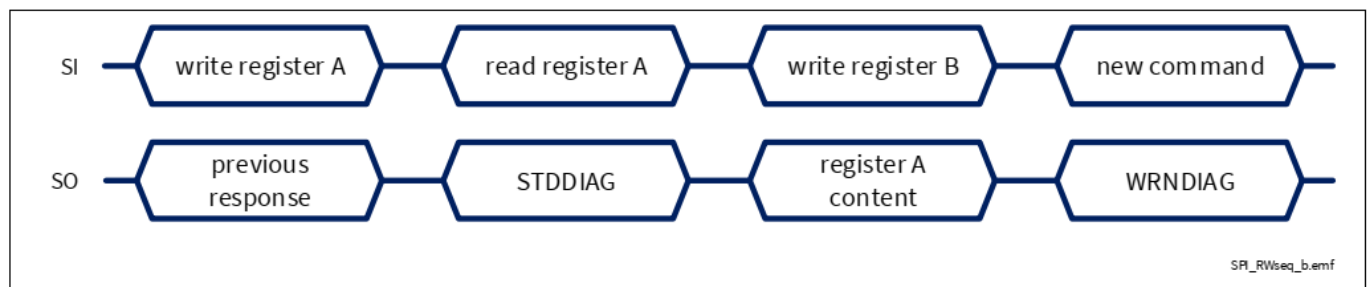 SI
write register A
read register A
write register B
new command
SO
previous
response
STDDIAG
register A
content
WRNDIAG
SPI_RWseq_b.emf